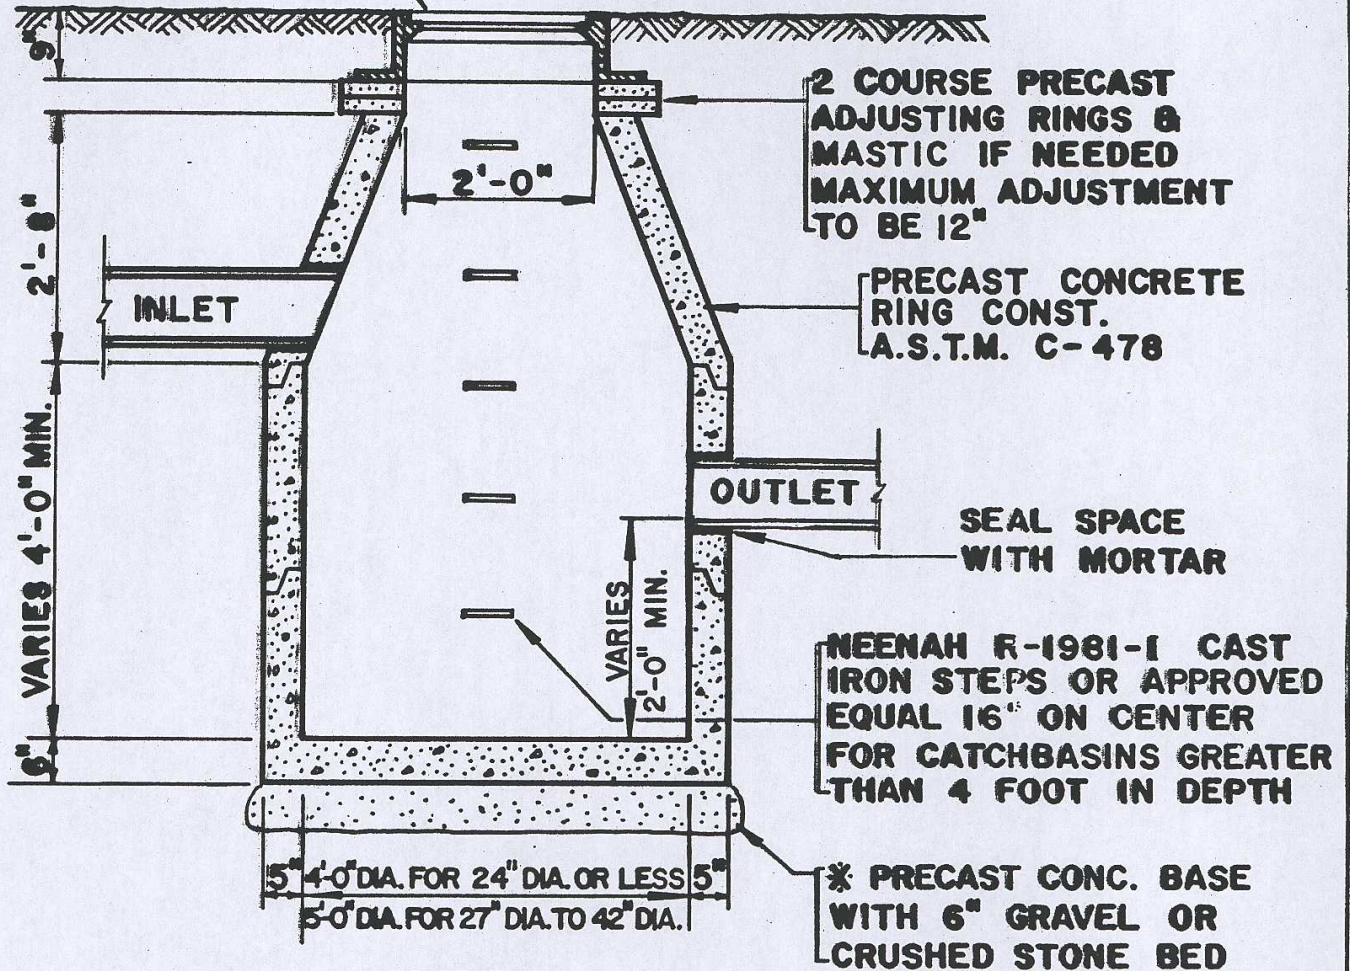 9"
2 COURSE PRECAST
ADJUSTING RINGS &
MASTIC IF NEEDED
MAXIMUM ADJUSTMENT
TO BE 12"
2'-0"
2'-8"
PRECAST CONCRETE
RING CONST.
A.S.T.M. C-478
INLET
VARIES 4'-0" MIN.
OUTLET
SEAL SPACE
WITH MORTAR
VARIES
2'-0" MIN.
NEENAH R-1981-I CAST
IRON STEPS OR APPROVED
EQUAL 16" ON CENTER
FOR CATCHBASINS GREATER
THAN 4 FOOT IN DEPTH
6"
5" 4'-0" DIA. FOR 24" DIA. OR LESS 5"
5'-0" DIA. FOR 27" DIA. TO 42" DIA.
※ PRECAST CONC. BASE
WITH 6" GRAVEL OR
CRUSHED STONE BED